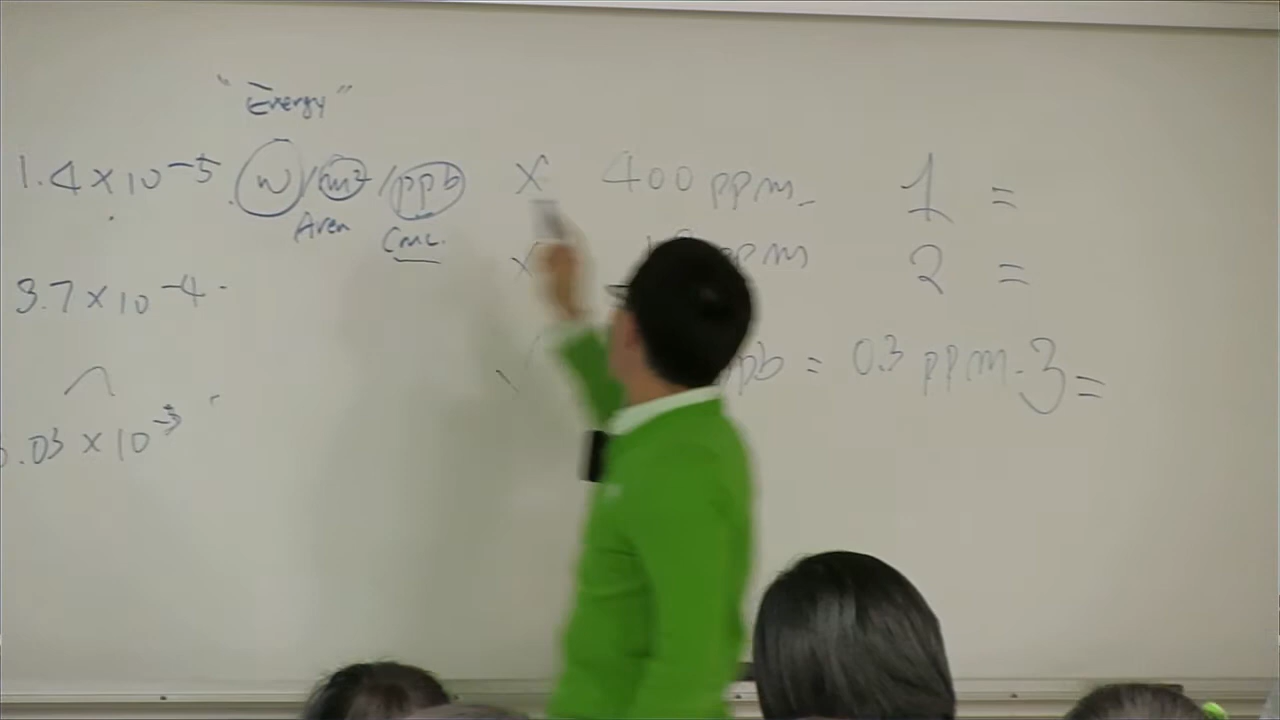 "Energy"
1.4 × 10⁻⁵ W/m²/ppb × 400 ppm 1 =
Area Conc.
3.7 × 10⁻⁴ × ppm 2 =
ppb = 0.3 ppm. 3 =
.03 × 10⁻³